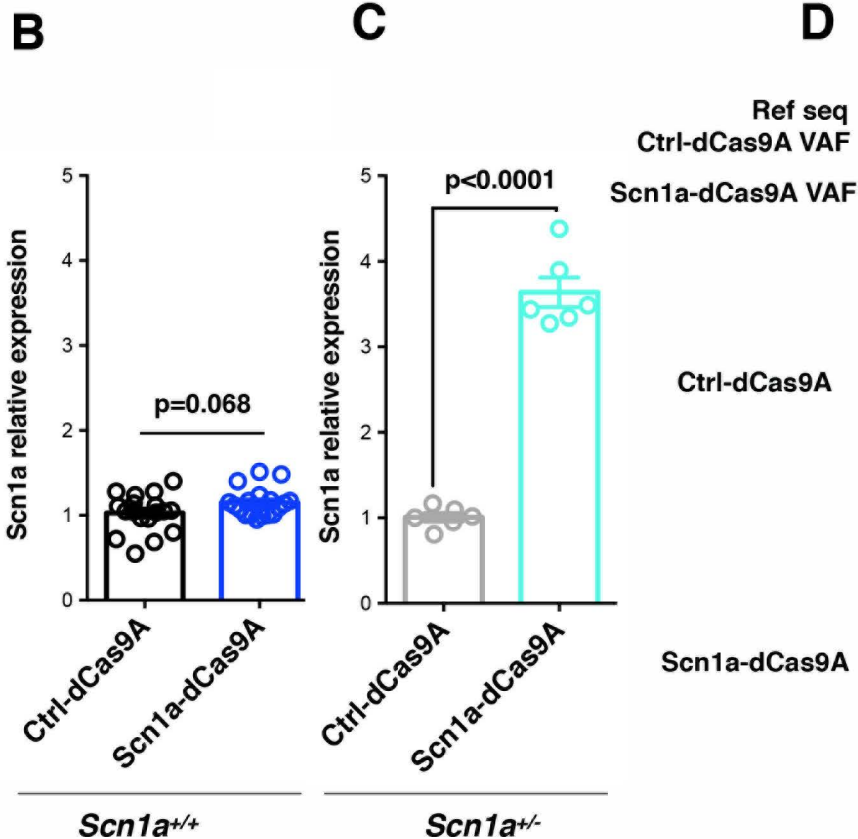 B
C
D
Ref seq
Ctrl-dCas9A VAF
Scn1a-dCas9A VAF
Ctrl-dCas9A
Scn1a-dCas9A
Scn1a relative expression
5
4
3
2
1
0
p=0.068
Ctrl-dCas9A
Scn1a-dCas9A
Scn1a+/+
Scn1a relative expression
5
4
3
2
1
0
p<0.0001
Ctrl-dCas9A
Scn1a-dCas9A
Scn1a+/-